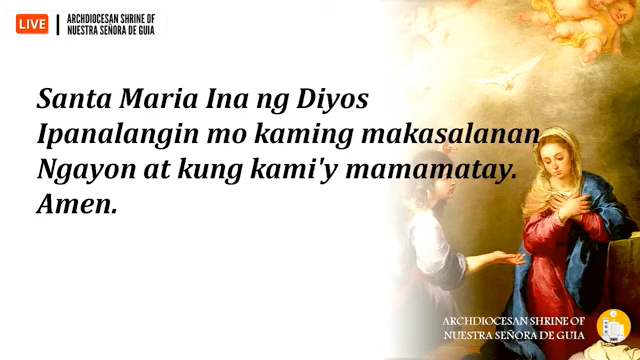 LIVE
ARCHDIOCESAN SHRINE OF
NUESTRA SEÑORA DE GUIA
Santa Maria Ina ng Diyos
Ipanalangin mo kaming makasalanan
Ngayon at kung kami'y mamamatay.
Amen.
ARCHDIOCESAN SHRINE OF
NUESTRA SEÑORA DE GUIA